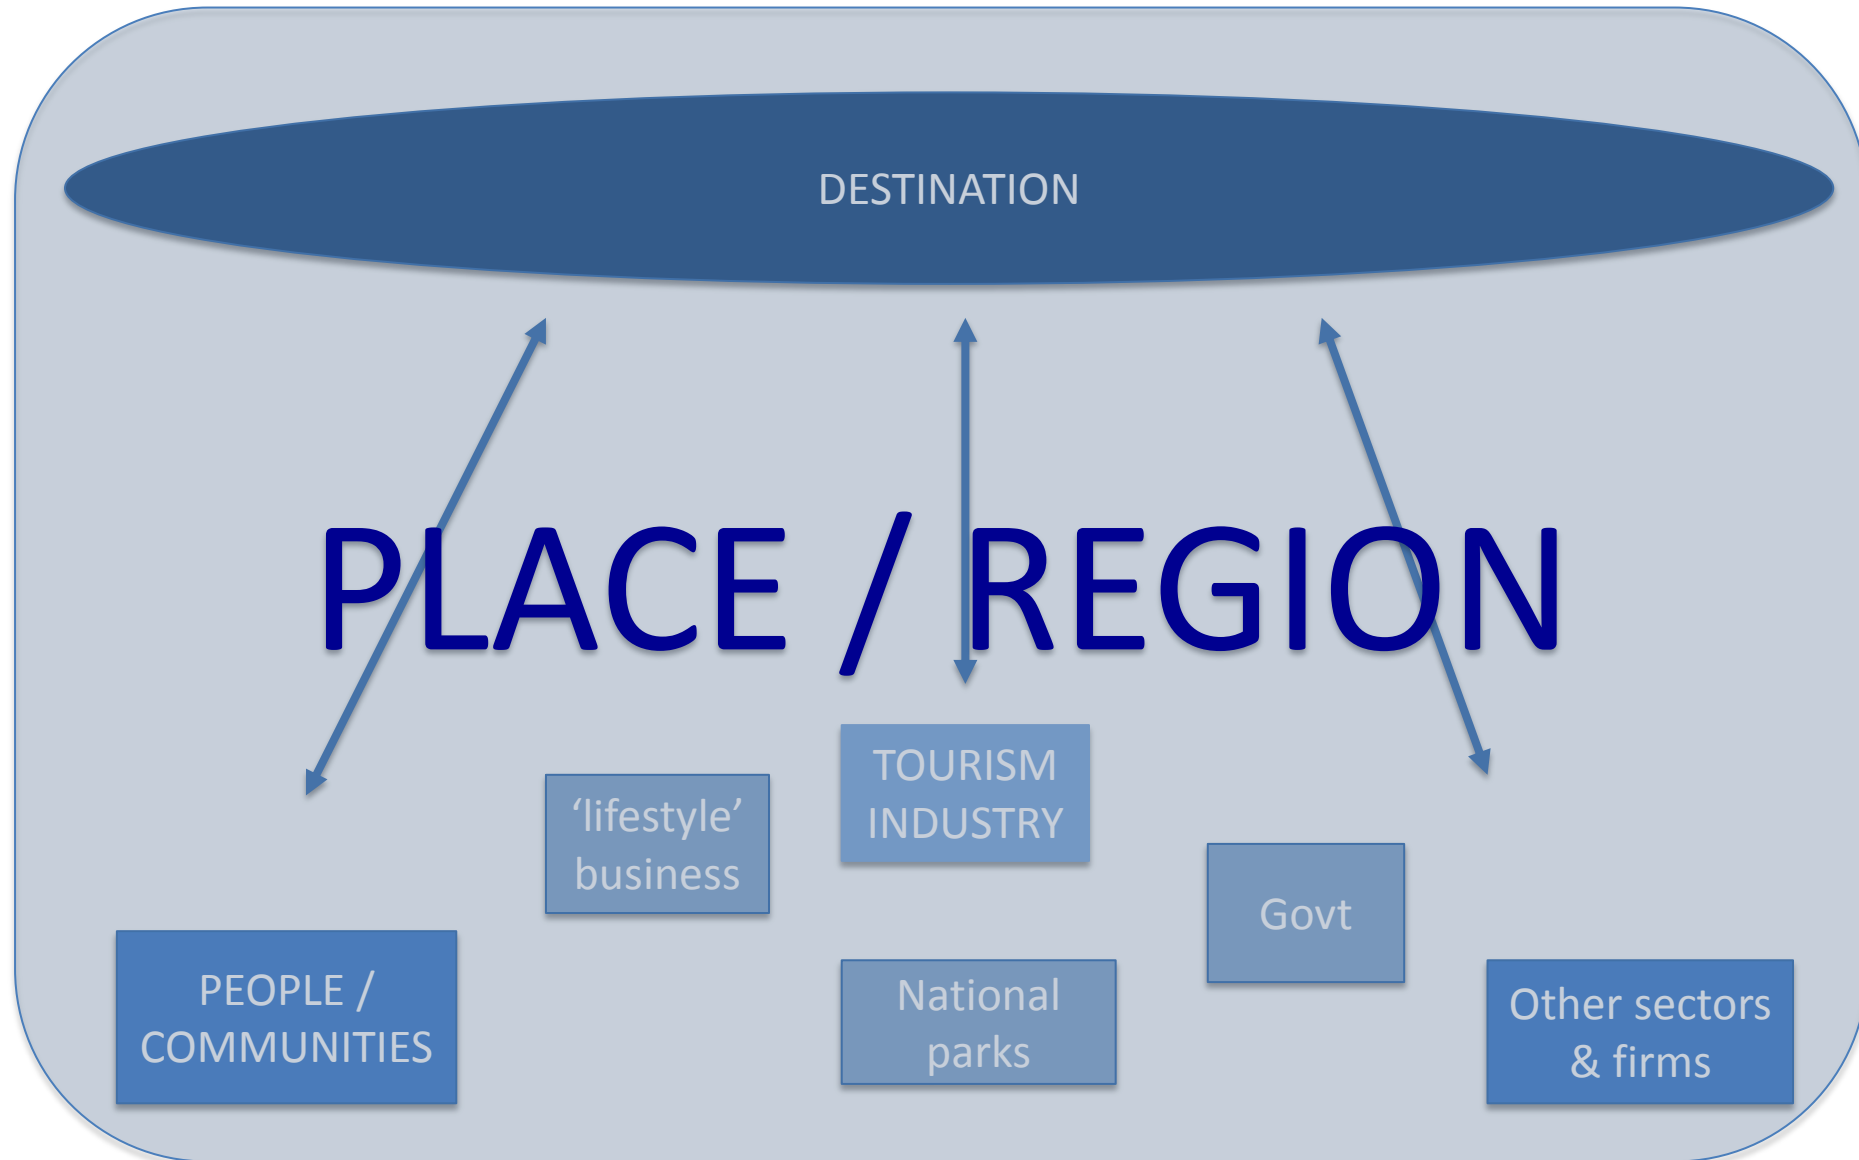 DESTINATION
PLACE / REGION
TOURISM
INDUSTRY
‘lifestyle’
business
Govt
PEOPLE /
COMMUNITIES
National
parks
Other sectors
& firms